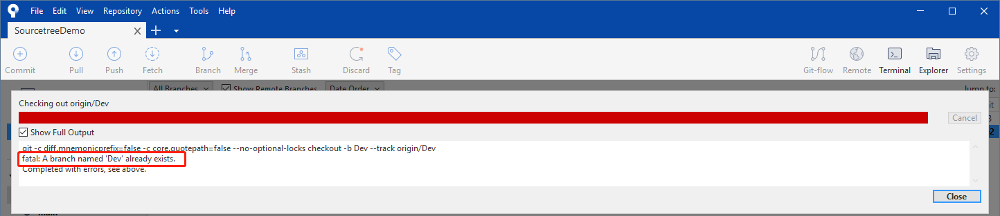 File Edit View Repository Actions Tools Help
SourcetreeDemo
Commit Pull Push Fetch Branch Merge Stash Discard Tag Git-flow Remote Terminal Explorer Settings
All Branches Show Remote Branches Date Order Jump to:
Checking out origin/Dev
Cancel
Show Full Output
git -c diff.mnemonicprefix=false -c core.quotepath=false --no-optional-locks checkout -b Dev --track origin/Dev
fatal: A branch named 'Dev' already exists.
Completed with errors, see above.
Close
main